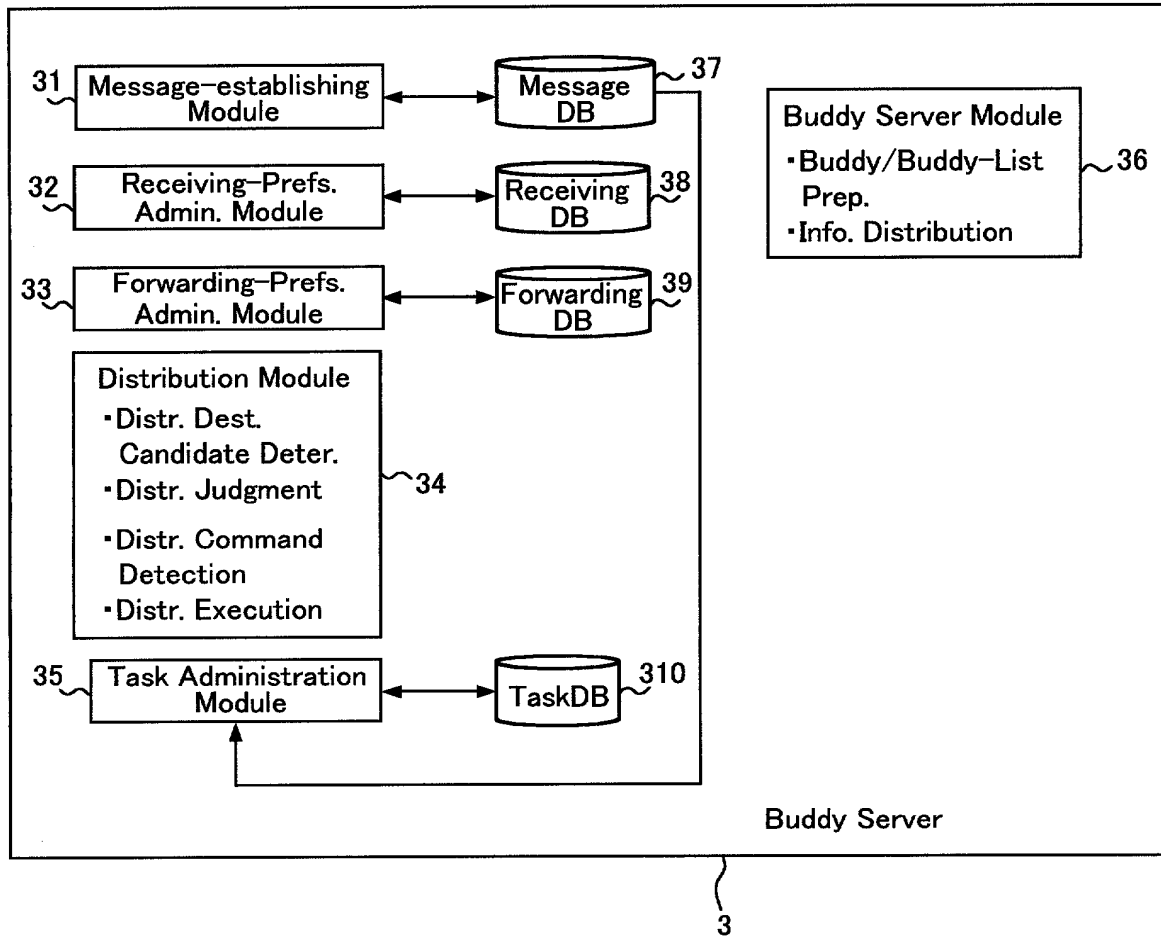 31
Message-establishing
Module
Message
DB
37
32
Receiving-Prefs.
Admin. Module
Receiving
DB
38
33
Forwarding-Prefs.
Admin. Module
Forwarding
DB
39
Buddy Server Module
・Buddy/Buddy-List
Prep.
・Info. Distribution
36
Distribution Module
・Distr. Dest.
Candidate Deter.
・Distr. Judgment
・Distr. Command
Detection
・Distr. Execution
34
35
Task Administration
Module
TaskDB
310
Buddy Server
3